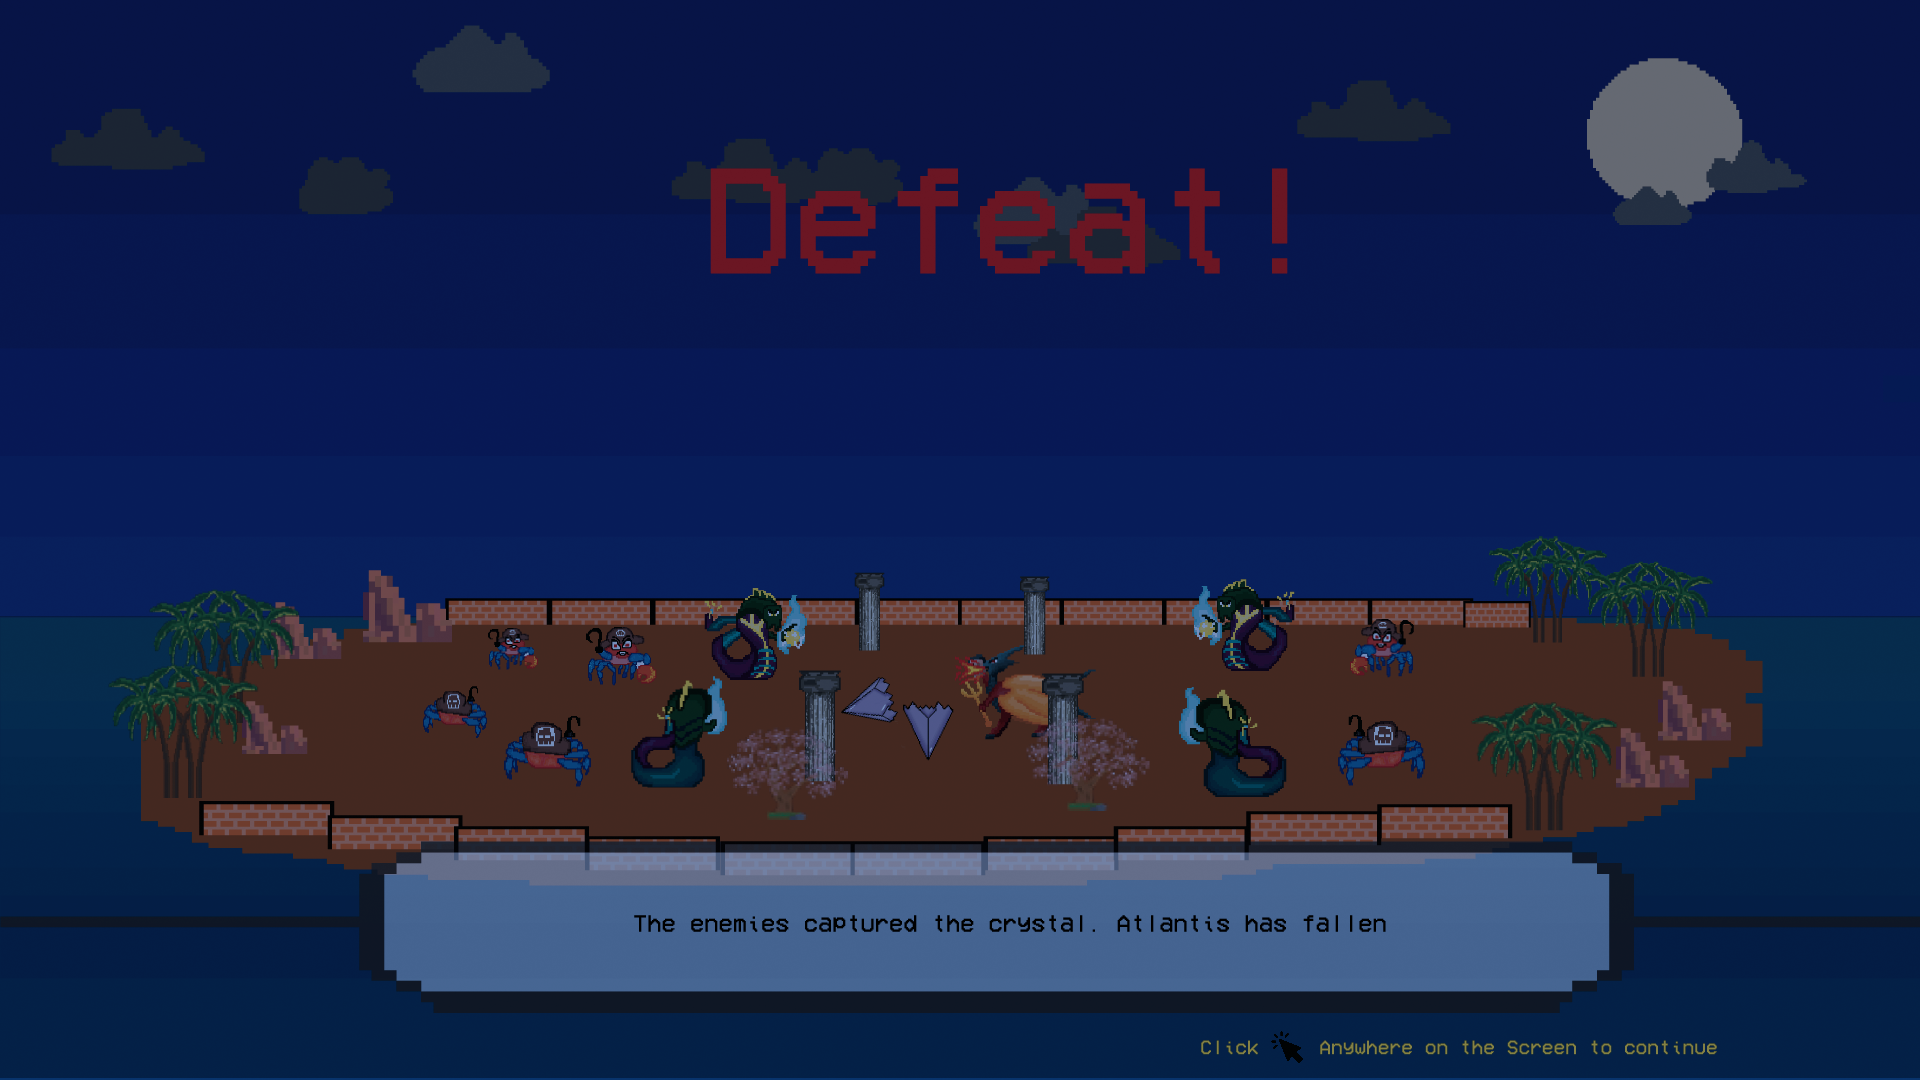 Defeat!
The enemies captured the crystal. Atlantis has fallen
Click Anywhere on the Screen to continue